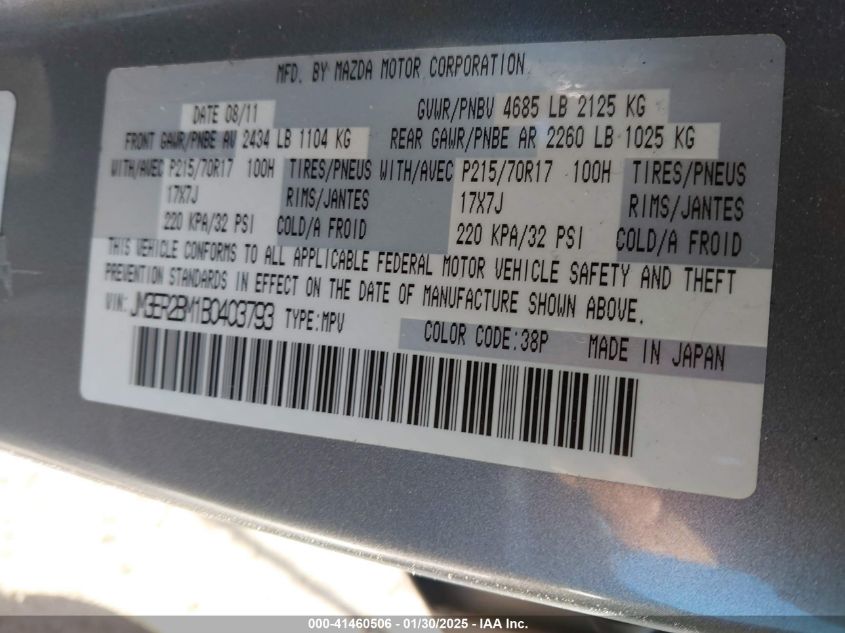 MFD. BY MAZDA MOTOR CORPORATION
DATE 08/11 GVWR/PNBV 4685 LB 2125 KG
FRONT GAWR/PNBE AV 2434 LB 1104 KG REAR GAWR/PNBE AR 2260 LB 1025 KG
WITH/AVEC P215/70R17 100H TIRES/PNEUS WITH/AVEC P215/70R17 100H TIRES/PNEUS
17X7J RIMS/JANTES 17X7J RIMS/JANTES
220 KPA/32 PSI COLD/A FROID 220 KPA/32 PSI COLD/A FROID
THIS VEHICLE CONFORMS TO ALL APPLICABLE FEDERAL MOTOR VEHICLE SAFETY AND THEFT
PREVENTION STANDARDS IN EFFECT ON THE DATE OF MANUFACTURE SHOWN ABOVE.
VIN: JM3ER2BM1B0403793 TYPE:MPV COLOR CODE:38P MADE IN JAPAN
000-41460506 - 01/30/2025 - IAA Inc.